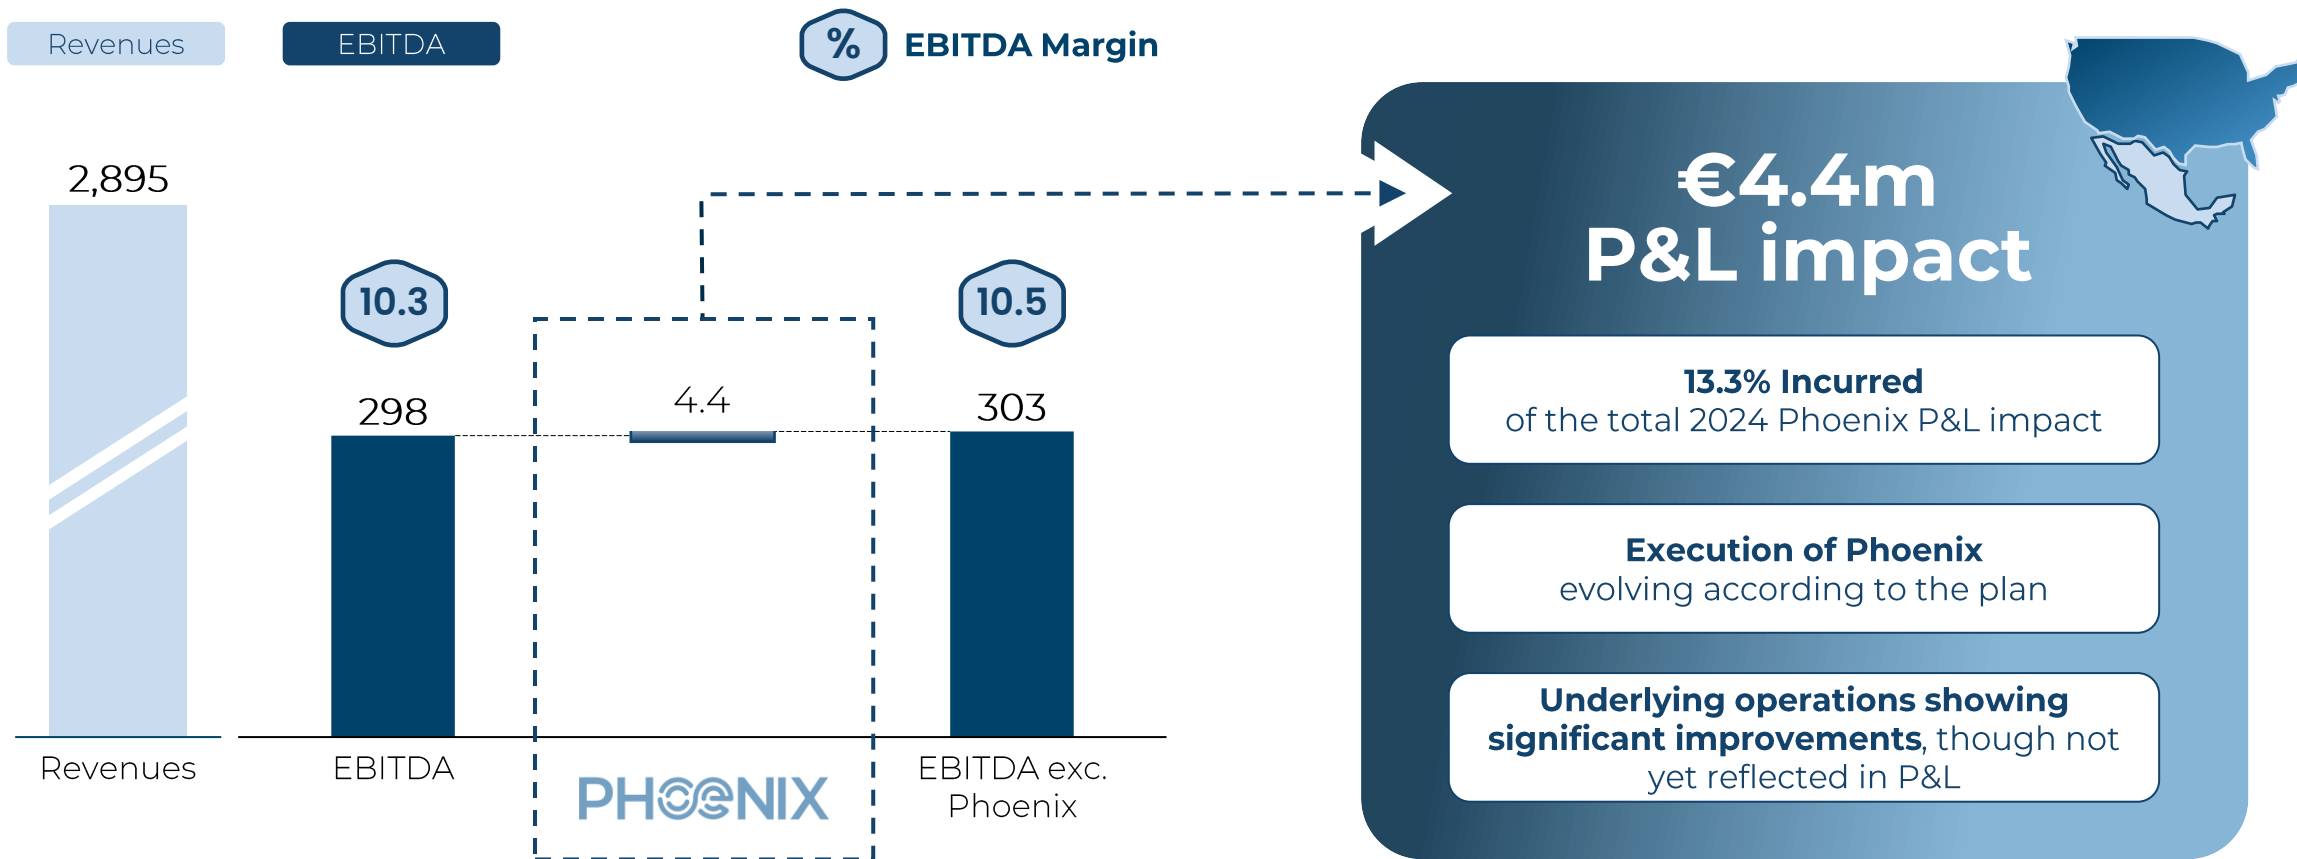 Revenues
EBITDA
% EBITDA Margin
2,895
10.3
298
4.4
10.5
303
Revenues
EBITDA
PHOENIX
EBITDA exc.
Phoenix
€4.4m
P&L impact
13.3% Incurred
of the total 2024 Phoenix P&L impact
Execution of Phoenix
evolving according to the plan
Underlying operations showing
significant improvements, though not
yet reflected in P&L